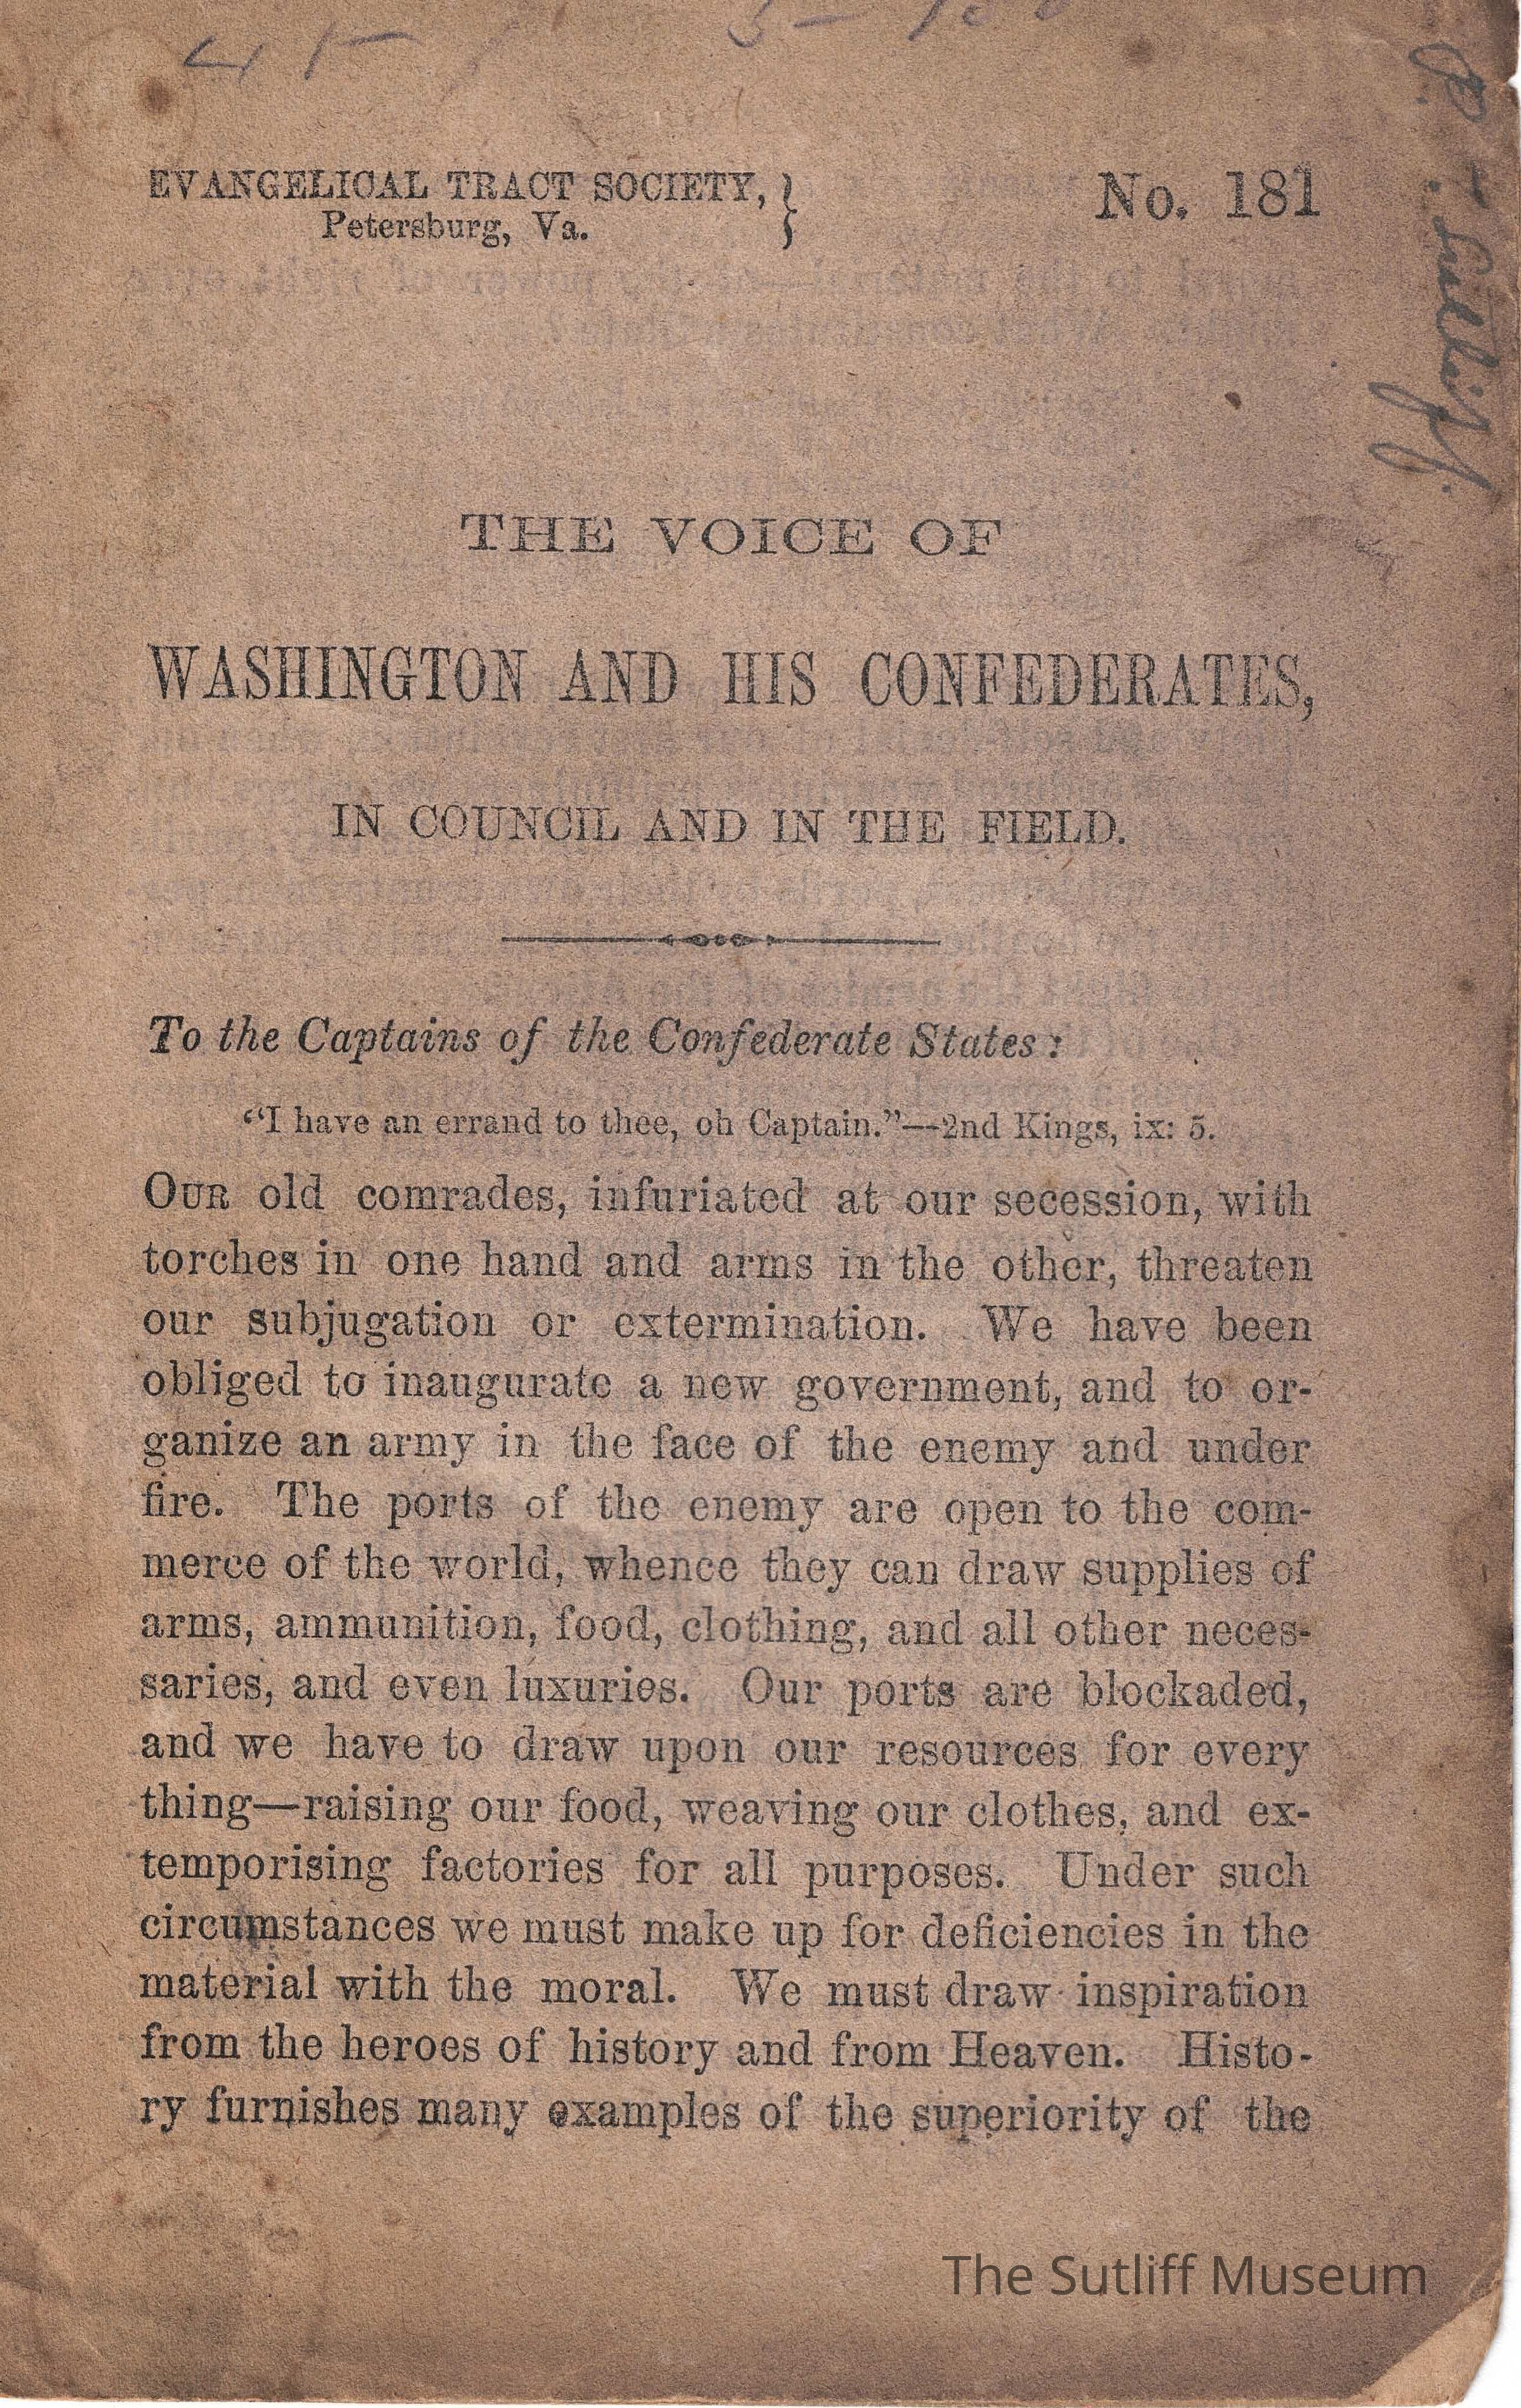 45
EVANGELICAL TRACT SOCIETY,
Petersburg, Va.
No. 181
THE VOICE OF
WASHINGTON AND HIS CONFEDERATES,
IN COUNCIL AND IN THE FIELD.
To the Captains of the Confederate States:
"I have an errand to thee, oh Captain."—2nd Kings, ix: 5.
OUR old comrades, infuriated at our secession, with
torches in one hand and arms in the other, threaten
our subjugation or extermination. We have been
obliged to inaugurate a new government, and to or-
ganize an army in the face of the enemy and under
fire. The ports of the enemy are open to the com-
merce of the world, whence they can draw supplies of
arms, ammunition, food, clothing, and all other neces-
saries, and even luxuries. Our ports are blockaded,
and we have to draw upon our resources for every
thing—raising our food, weaving our clothes, and ex-
temporising factories for all purposes. Under such
circumstances we must make up for deficiencies in the
material with the moral. We must draw inspiration
from the heroes of history and from Heaven. Histo-
ry furnishes many examples of the superiority of the
Sutliff.
The Sutliff Museum